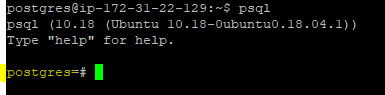 postgres@ip-172-31-22-129:~$ psql
psql (10.18 (Ubuntu 10.18-0ubuntu0.18.04.1))
Type "help" for help.
postgres=#